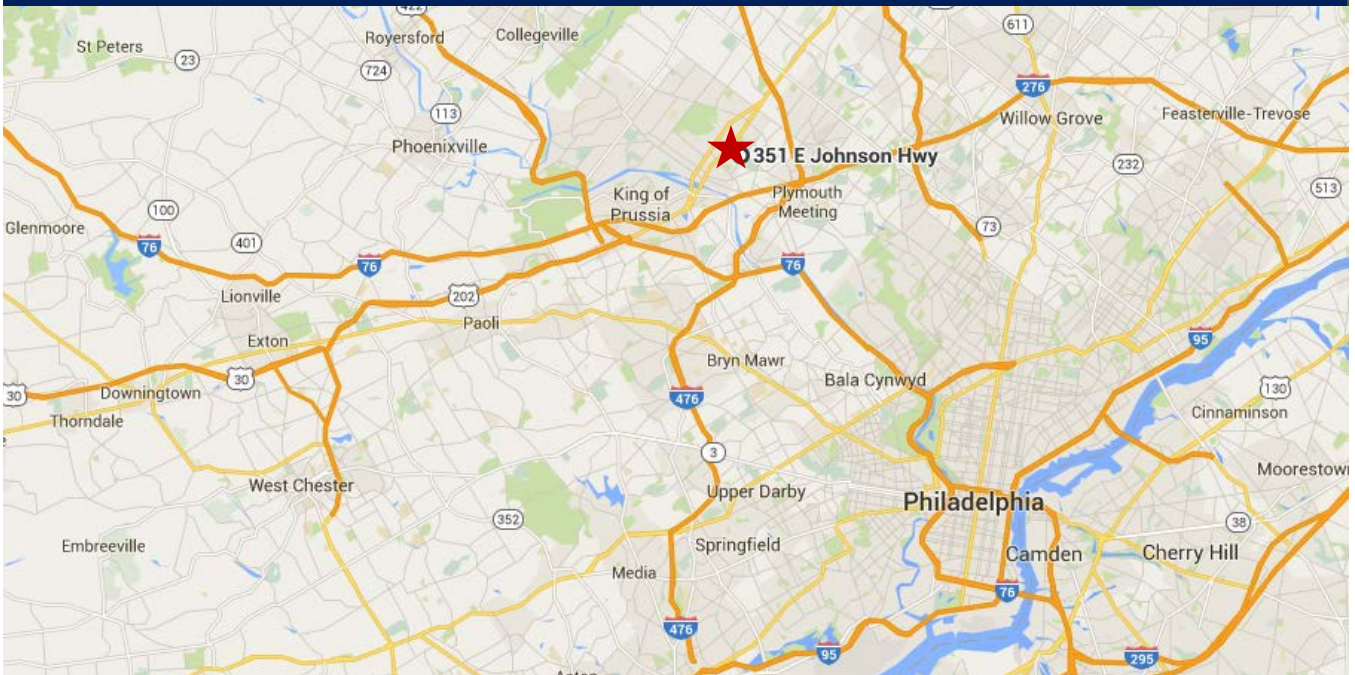 422
611
St Peters
Royersford
Collegeville
23
724
276
Willow Grove
Feasterville-Trevose
113
Phoenixville
351 E Johnson Hwy
232
King of
Prussia
Plymouth
Meeting
513
100
Glenmoore
76
401
76
73
76
Lionville
202
Paoli
95
Exton
Bryn Mawr
Bala Cynwyd
30
30
130
Downingtown
476
Cinnaminson
Thorndale
3
Moorestow
West Chester
Upper Darby
Philadelphia
352
38
Embreeville
Springfield
Camden
Cherry Hill
Media
76
476
95
295